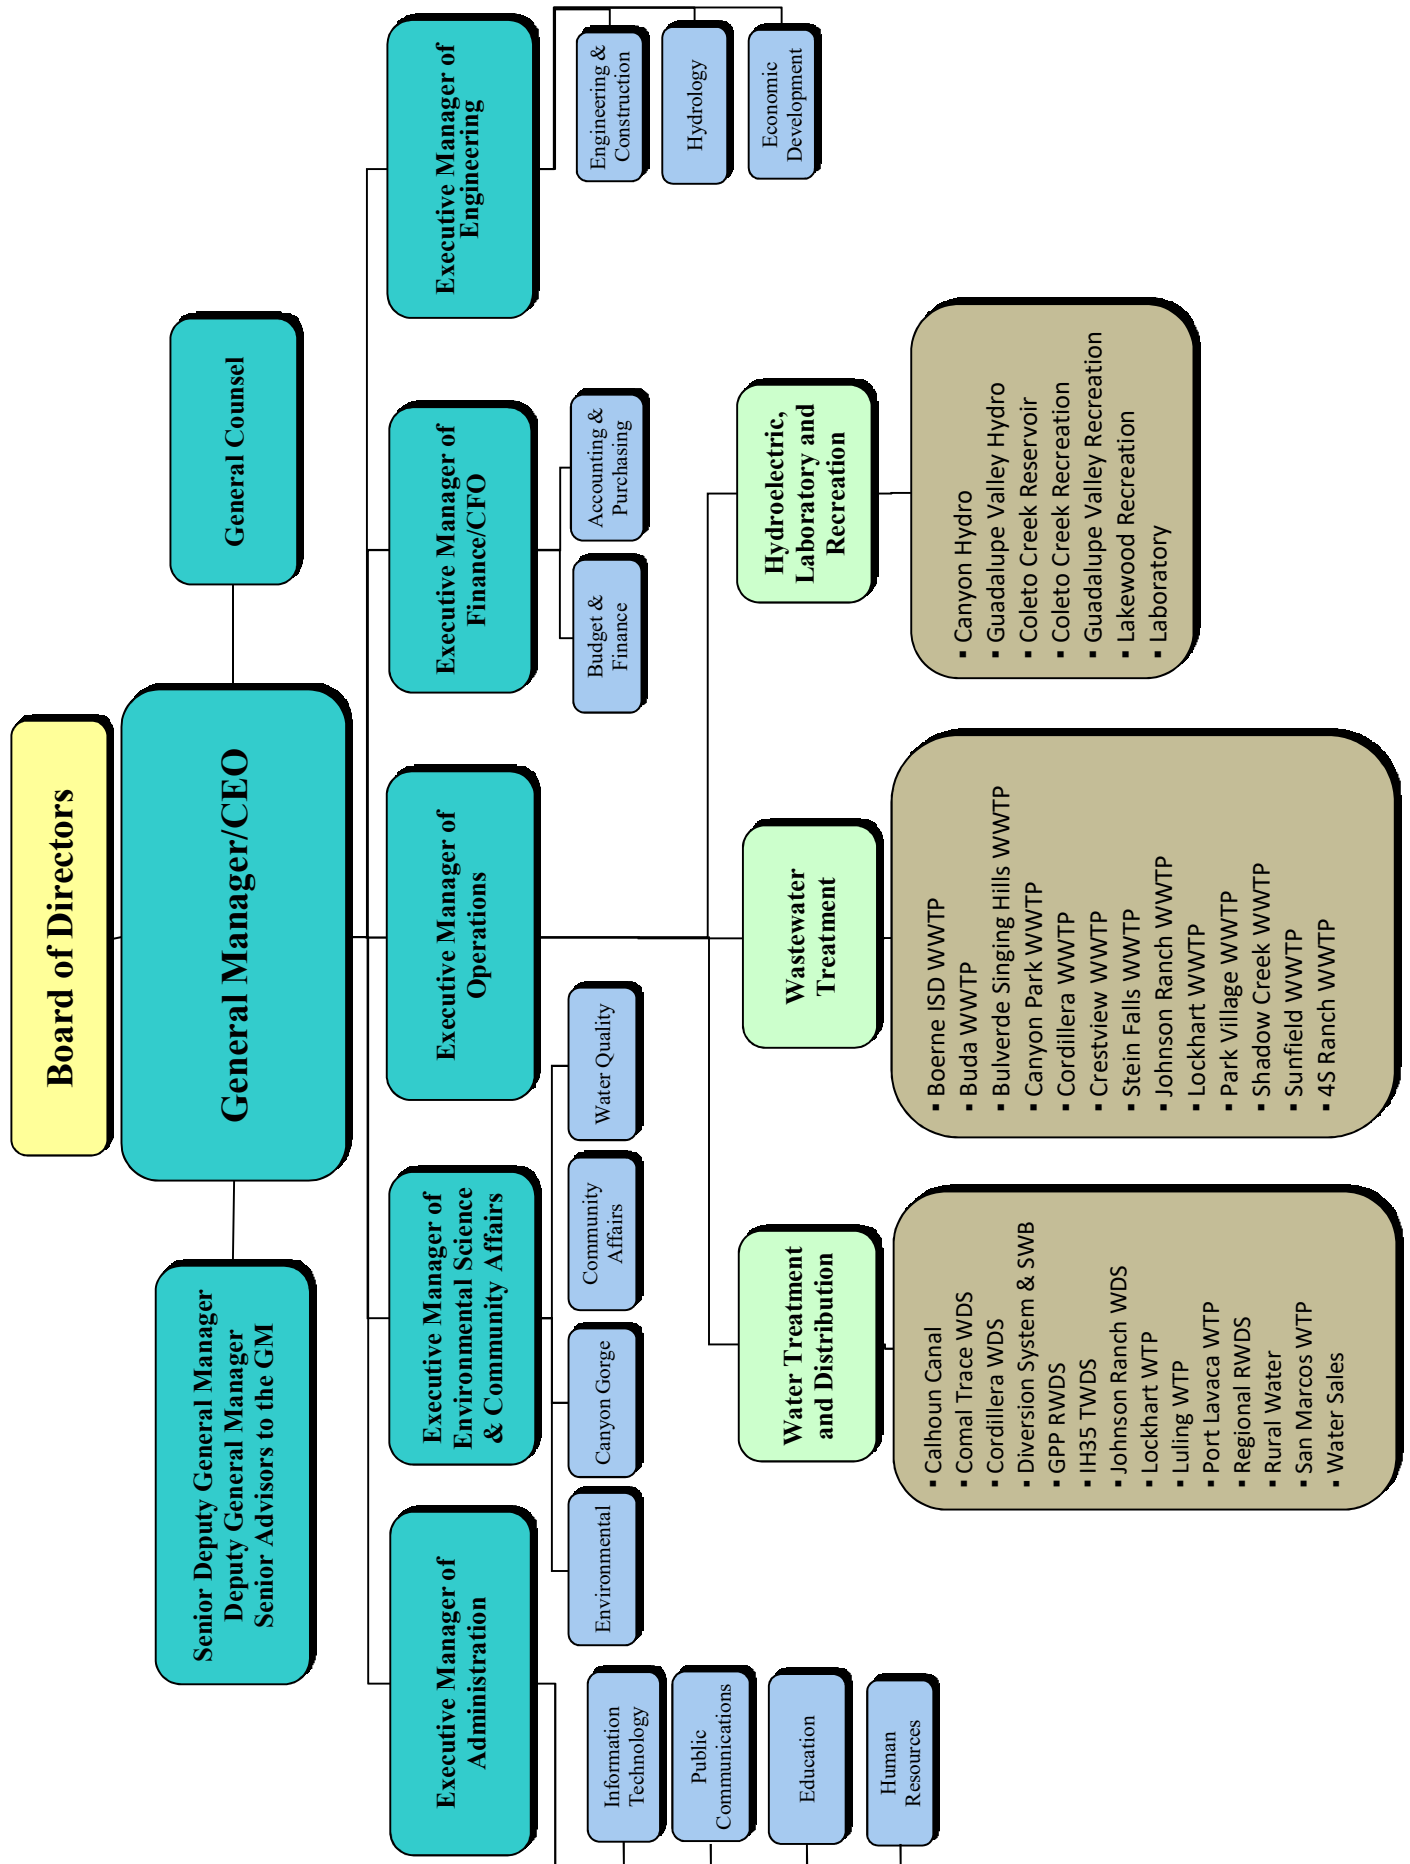 Board of Directors
General Manager/CEO
Senior Deputy General Manager
Deputy General Manager
Senior Advisors to the GM
General Counsel
Executive Manager of
Administration
Executive Manager of
Environmental Science
& Community Affairs
Executive Manager of
Operations
Executive Manager of
Finance/CFO
Executive Manager of
Engineering
Information
Technology
Public
Communications
Education
Human
Resources
Environmental
Canyon Gorge
Community
Affairs
Water Quality
Budget &
Finance
Accounting &
Purchasing
Engineering &
Construction
Hydrology
Economic
Development
Water Treatment
and Distribution
Wastewater
Treatment
Hydroelectric,
Laboratory and
Recreation
▪ Calhoun Canal
▪ Comal Trace WDS
▪ Cordillera WDS
▪ Diversion System & SWB
▪ GPP RWDS
▪ IH35 TWDS
▪ Johnson Ranch WDS
▪ Lockhart WTP
▪ Luling WTP
▪ Port Lavaca WTP
▪ Regional RWDS
▪ Rural Water
▪ San Marcos WTP
▪ Water Sales
▪ Boerne ISD WWTP
▪ Buda WWTP
▪ Bulverde Singing Hills WWTP
▪ Canyon Park WWTP
▪ Cordillera WWTP
▪ Crestview WWTP
▪ Stein Falls WWTP
▪ Johnson Ranch WWTP
▪ Lockhart WWTP
▪ Park Village WWTP
▪ Shadow Creek WWTP
▪ Sunfield WWTP
▪ 4S Ranch WWTP
▪ Canyon Hydro
▪ Guadalupe Valley Hydro
▪ Coleto Creek Reservoir
▪ Coleto Creek Recreation
▪ Guadalupe Valley Recreation
▪ Lakewood Recreation
▪ Laboratory